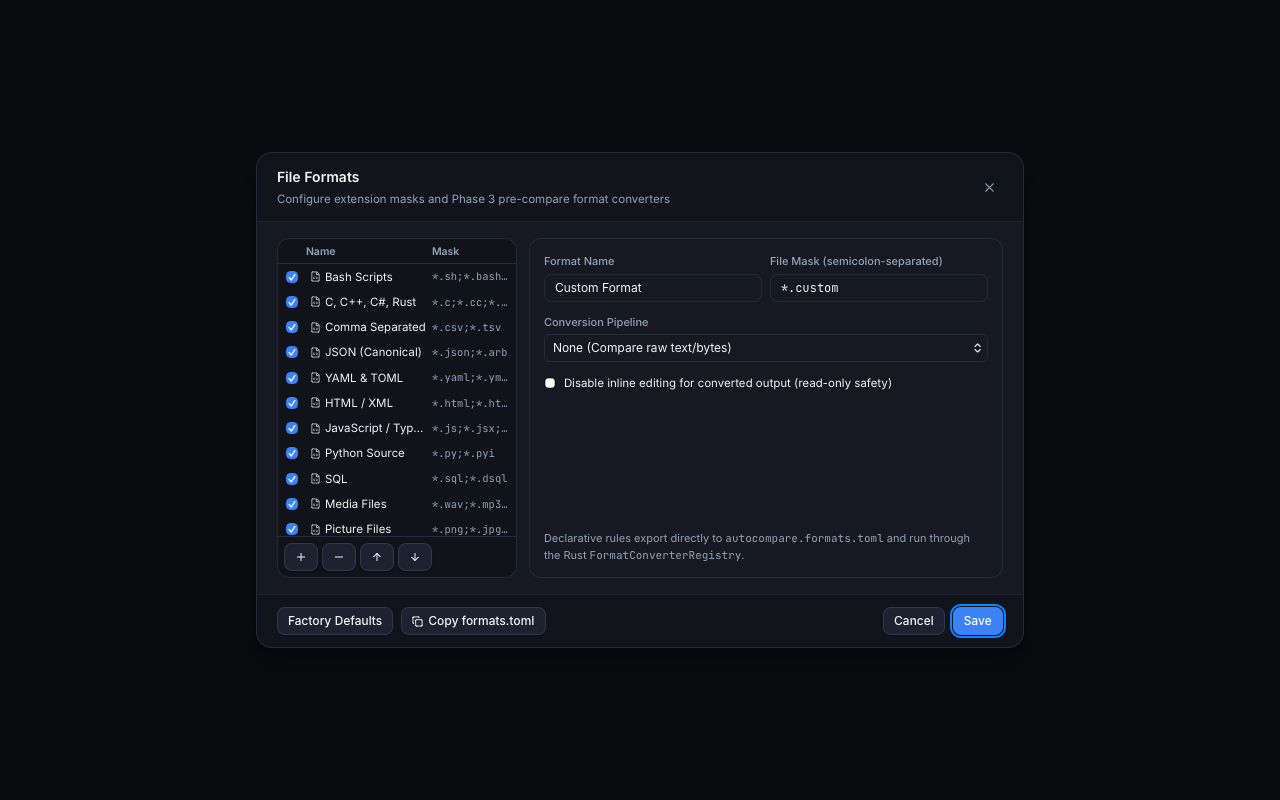 File Formats
Configure extension masks and Phase 3 pre-compare format converters
Name Mask
Bash Scripts *.sh;*.bash…
C, C++, C#, Rust *.c;*.cc;*.…
Comma Separated *.csv;*.tsv
JSON (Canonical) *.json;*.arb
YAML & TOML *.yaml;*.ym…
HTML / XML *.html;*.ht…
JavaScript / Typ… *.js;*.jsx;…
Python Source *.py;*.pyi
SQL *.sql;*.dsql
Media Files *.wav;*.mp3…
Picture Files *.png;*.jpg…
Format Name File Mask (semicolon-separated)
Custom Format *.custom
Conversion Pipeline
None (Compare raw text/bytes)
Disable inline editing for converted output (read-only safety)
Declarative rules export directly to autocompare.formats.toml and run through
the Rust FormatConverterRegistry.
Factory Defaults Copy formats.toml Cancel Save